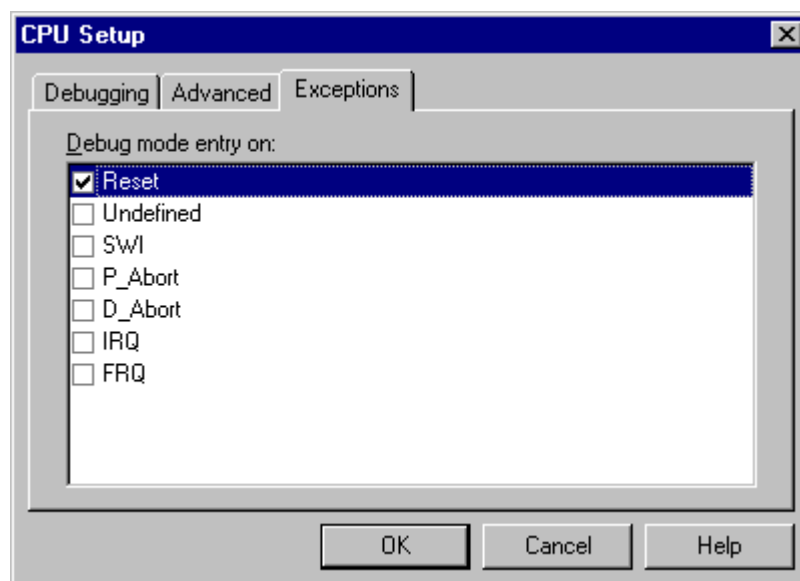 CPU Setup
Debugging Advanced Exceptions
Debug mode entry on:
Reset
Undefined
SWI
P_Abort
D_Abort
IRQ
FRQ
OK Cancel Help